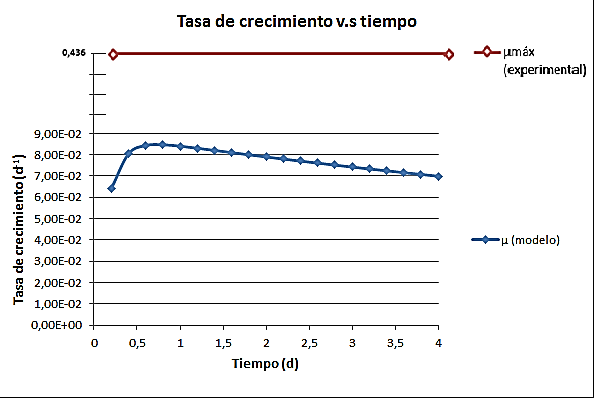 Tasa de crecimiento v.s tiempo
0,436
9,00E-02
8,00E-02
7,00E-02
6,00E-02
5,00E-02
4,00E-02
3,00E-02
2,00E-02
1,00E-02
0,00E+00
Tasa de crecimiento (d⁻¹)
0 0,5 1 1,5 2 2,5 3 3,5 4
Tiempo (d)
μmáx
(experimental)
μ (modelo)